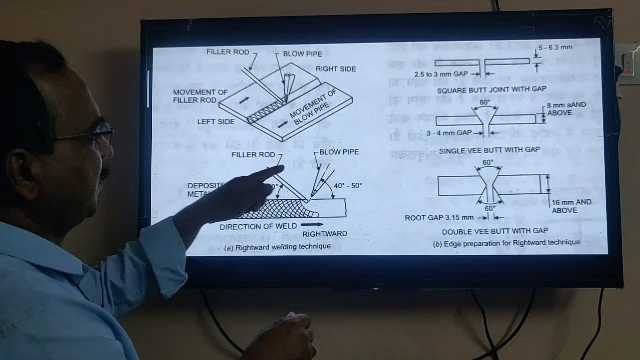 FILLER ROD
BLOW PIPE
RIGHT SIDE
MOVEMENT OF
FILLER ROD
MOVEMENT OF
BLOW PIPE
LEFT SIDE
FILLER ROD
BLOW PIPE
40° - 50°
DIRECTION OF WELD
RIGHTWARD
(a) Rightward welding technique
5 - 6.3 mm
2.5 to 3 mm GAP
SQUARE BUTT JOINT WITH GAP
60°
8 mm aAND
ABOVE
3 - 4 mm GAP
SINGLE VEE BUTT WITH GAP
60°
60°
16 mm AND
ABOVE
ROOT GAP 3.15 mm
DOUBLE VEE BUTT WITH GAP
(b) Edge preparation for Rightward technique